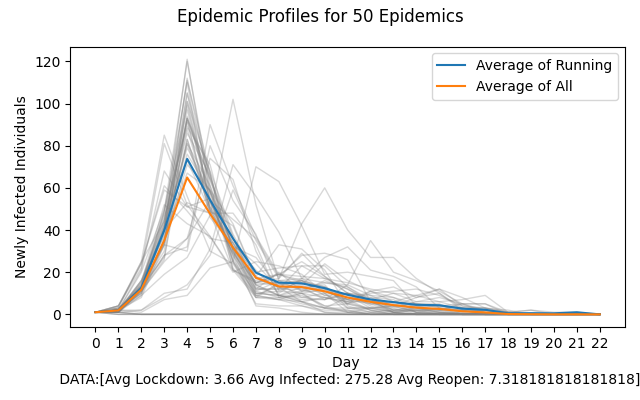 Epidemic Profiles for 50 Epidemics
120
100
80
60
40
20
0
Newly Infected Individuals
Average of Running
Average of All
0 1 2 3 4 5 6 7 8 9 10 11 12 13 14 15 16 17 18 19 20 21 22
Day
DATA:[Avg Lockdown: 3.66 Avg Infected: 275.28 Avg Reopen: 7.318181818181818]